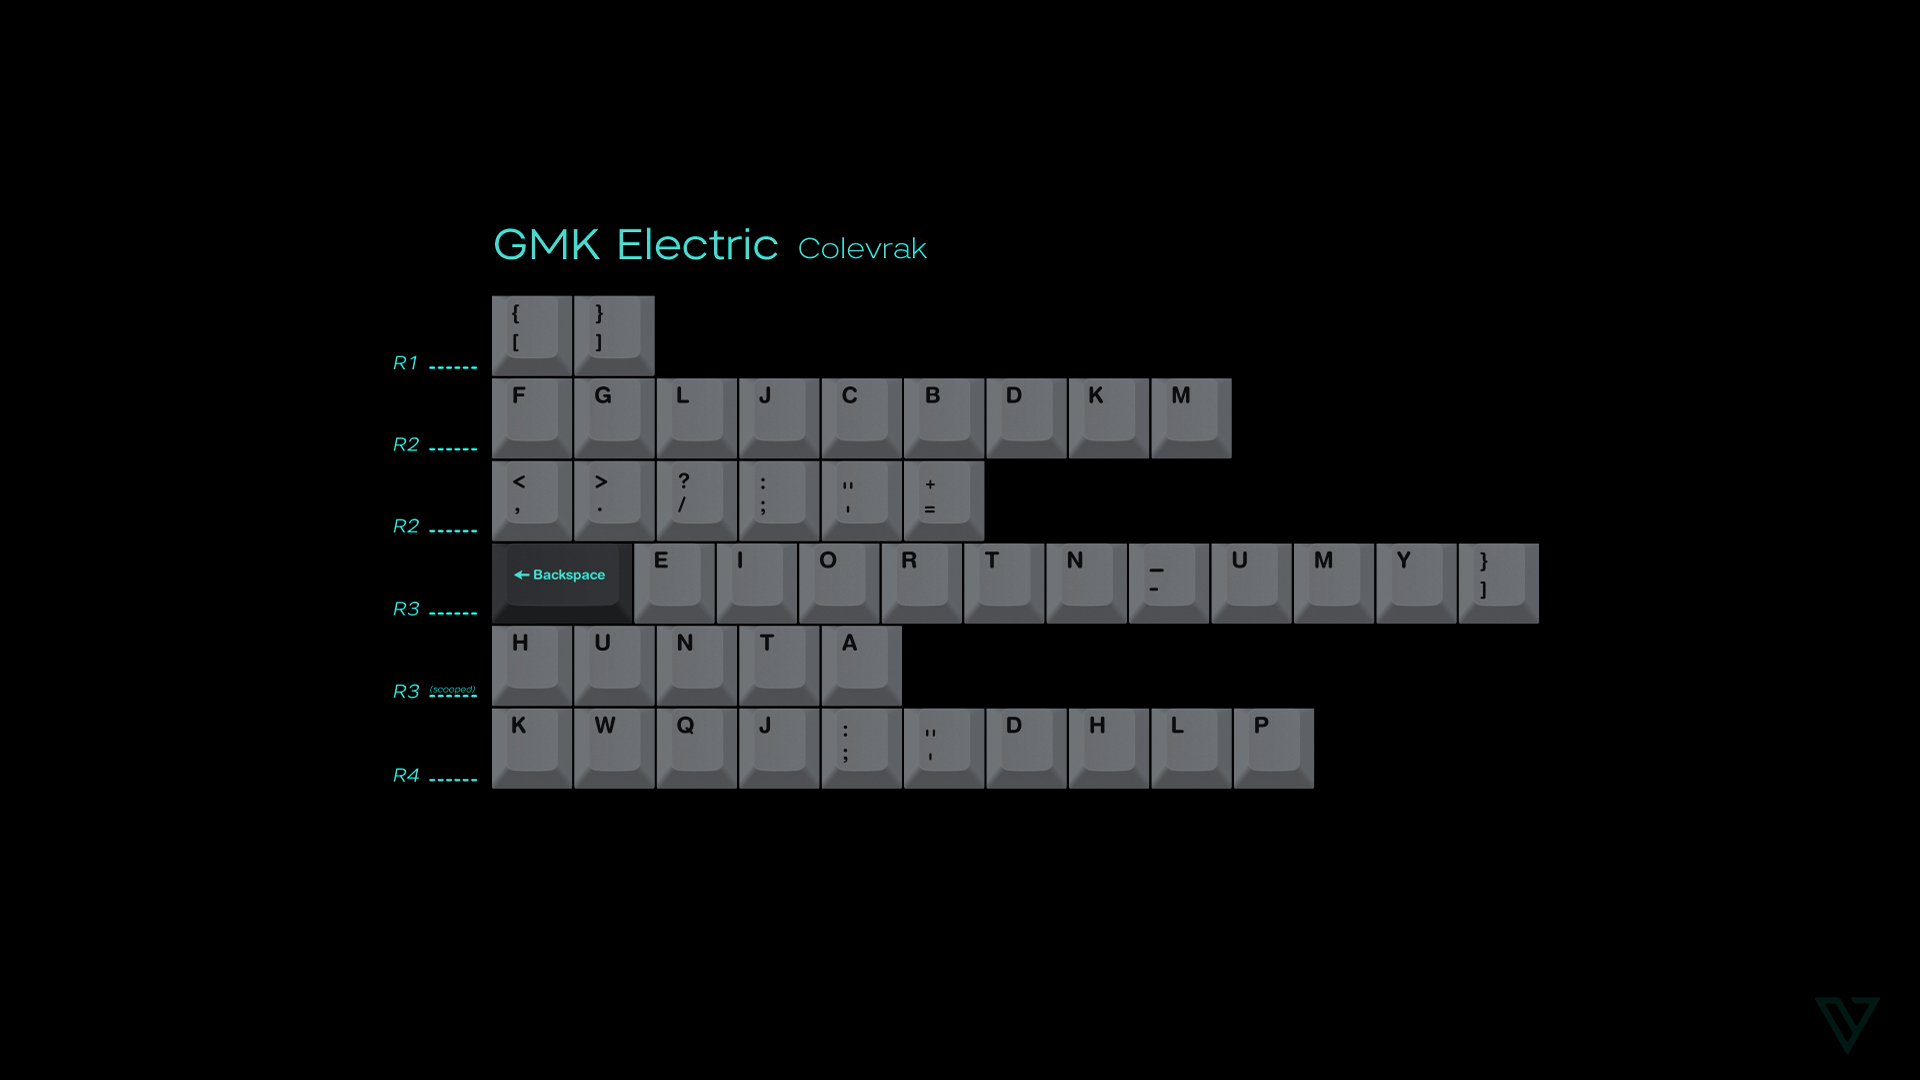 GMK Electric Colevrak
{ }
[ ]
R1
F G L J C B D K M
R2
< > ? : " +
, . / ; ' =
R2
← Backspace E I O R T N _ U M Y }
- ]
R3
H U N T A
R3 (scooped)
K W Q J : " D H L P
; '
R4